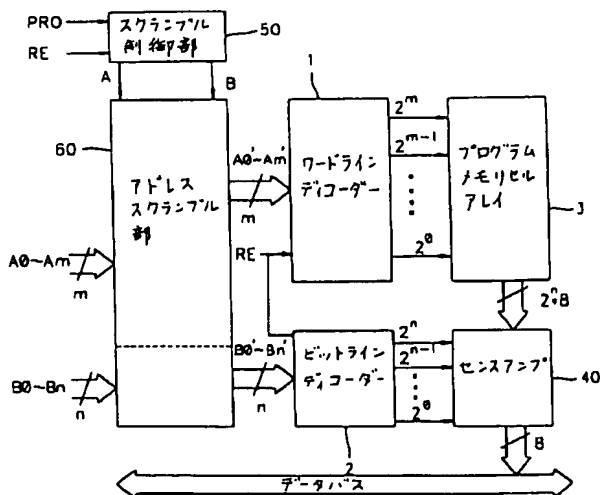 PRO
RE
スクランブル
制御部
50
A
B
60
アドレス
スクランブル
部
A0~Am
m
B0~Bn
n
A0'~Am'
m
B0'~Bn'
n
1
ワードライン
ディコーダー
RE
2^m
2^m-1
2^0
プログラム
メモリセル
アレイ
3
2^n*8
ビットライン
ディコーダー
2
2^n
2^n-1
2^0
センスアンプ
40
8
データバス